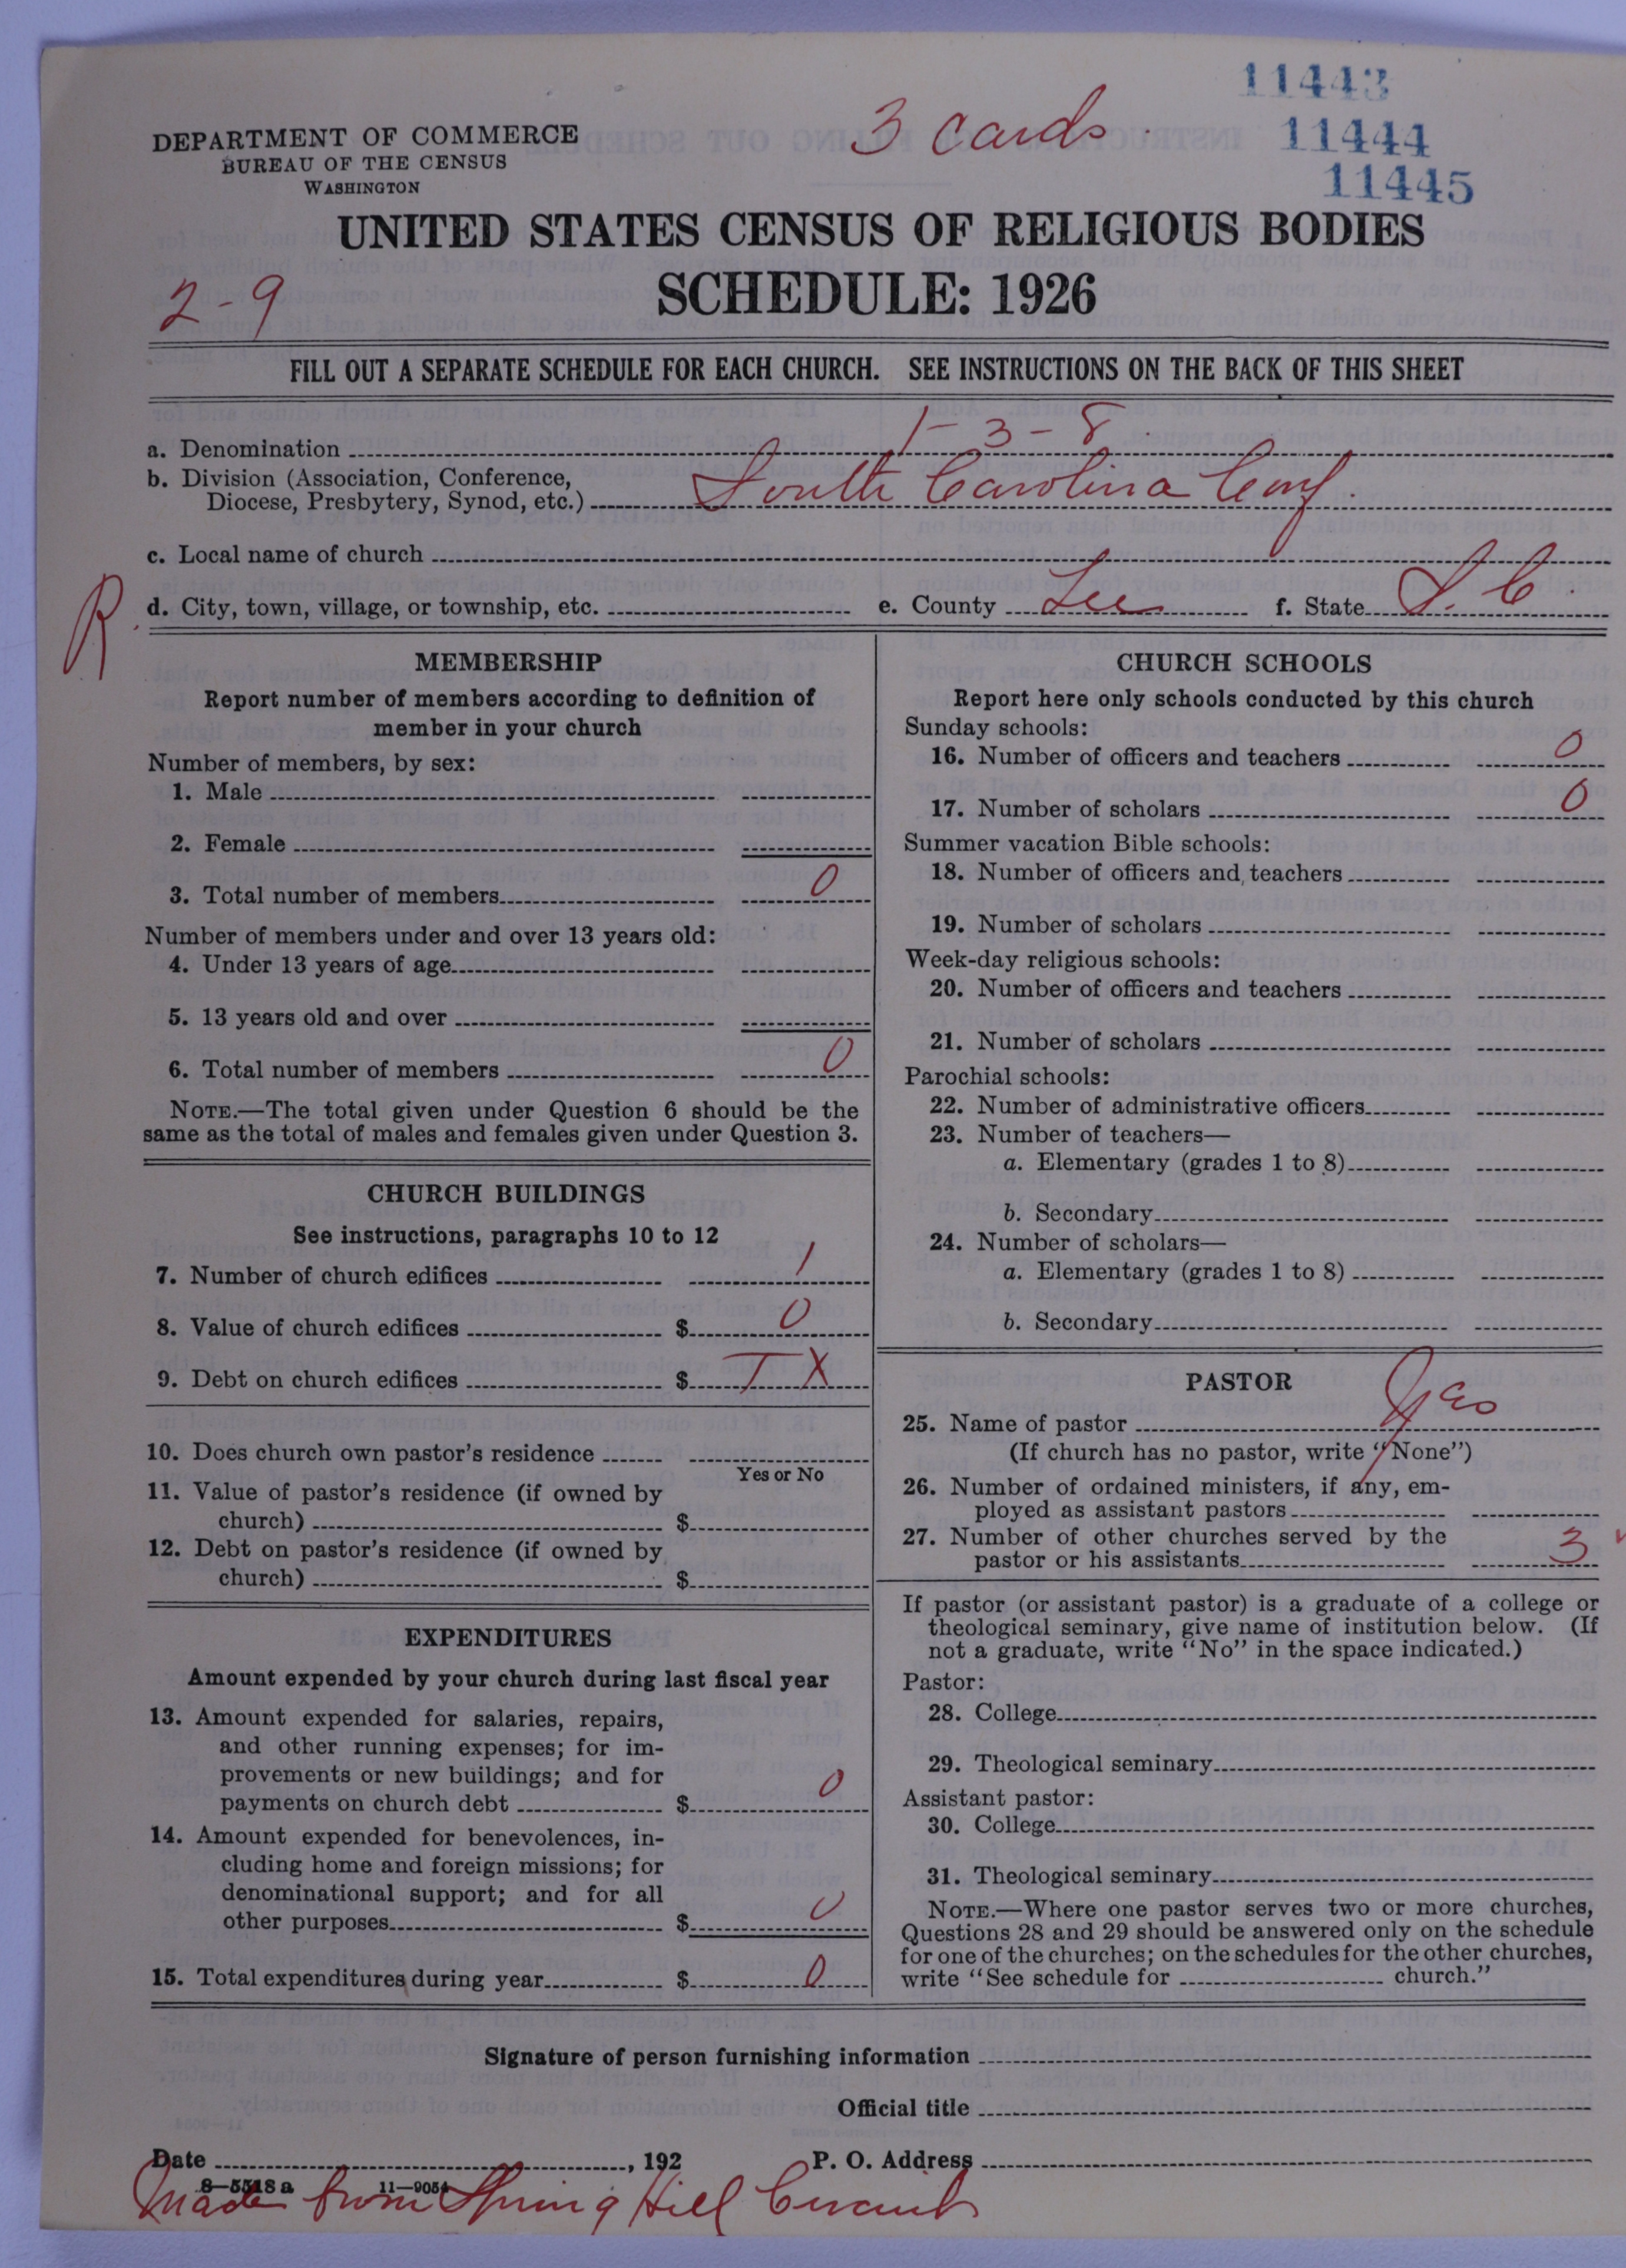 11443
3 cards.
11444
11445
DEPARTMENT OF COMMERCE
BUREAU OF THE CENSUS
WASHINGTON
UNITED STATES CENSUS OF RELIGIOUS BODIES
SCHEDULE: 1926
2-9
FILL OUT A SEPARATE SCHEDULE FOR EACH CHURCH. SEE INSTRUCTIONS ON THE BACK OF THIS SHEET
a. Denomination 1-3-8
b. Division (Association, Conference,
Diocese, Presbytery, Synod, etc.) South Carolina Conf.
c. Local name of church
R
d. City, town, village, or township, etc. e. County Lee f. State S. C.
MEMBERSHIP
Report number of members according to definition of
member in your church
Number of members, by sex:
1. Male
2. Female
3. Total number of members 0
Number of members under and over 13 years old:
4. Under 13 years of age
5. 13 years old and over
6. Total number of members 0
NOTE.—The total given under Question 6 should be the
same as the total of males and females given under Question 3.
CHURCH BUILDINGS
See instructions, paragraphs 10 to 12
7. Number of church edifices 1
8. Value of church edifices $ 0
9. Debt on church edifices $ T X
10. Does church own pastor's residence
Yes or No
11. Value of pastor's residence (if owned by
church) $
12. Debt on pastor's residence (if owned by
church) $
EXPENDITURES
Amount expended by your church during last fiscal year
13. Amount expended for salaries, repairs,
and other running expenses; for im-
provements or new buildings; and for
payments on church debt $ 0
14. Amount expended for benevolences, in-
cluding home and foreign missions; for
denominational support; and for all
other purposes $ 0
15. Total expenditures during year $ 0
CHURCH SCHOOLS
Report here only schools conducted by this church
Sunday schools:
16. Number of officers and teachers 0
17. Number of scholars 0
Summer vacation Bible schools:
18. Number of officers and teachers
19. Number of scholars
Week-day religious schools:
20. Number of officers and teachers
21. Number of scholars
Parochial schools:
22. Number of administrative officers
23. Number of teachers—
a. Elementary (grades 1 to 8)
b. Secondary
24. Number of scholars—
a. Elementary (grades 1 to 8)
b. Secondary
PASTOR
25. Name of pastor
(If church has no pastor, write "None")
26. Number of ordained ministers, if any, em-
ployed as assistant pastors
27. Number of other churches served by the
pastor or his assistants 3
If pastor (or assistant pastor) is a graduate of a college or
theological seminary, give name of institution below. (If
not a graduate, write "No" in the space indicated.)
Pastor:
28. College
29. Theological seminary
Assistant pastor:
30. College
31. Theological seminary
NOTE.—Where one pastor serves two or more churches,
Questions 28 and 29 should be answered only on the schedule
for one of the churches; on the schedules for the other churches,
write "See schedule for church."
Signature of person furnishing information
Official title
Date , 192 P. O. Address
8-5518 a 11-9054
Made from Spring Hill Circuit